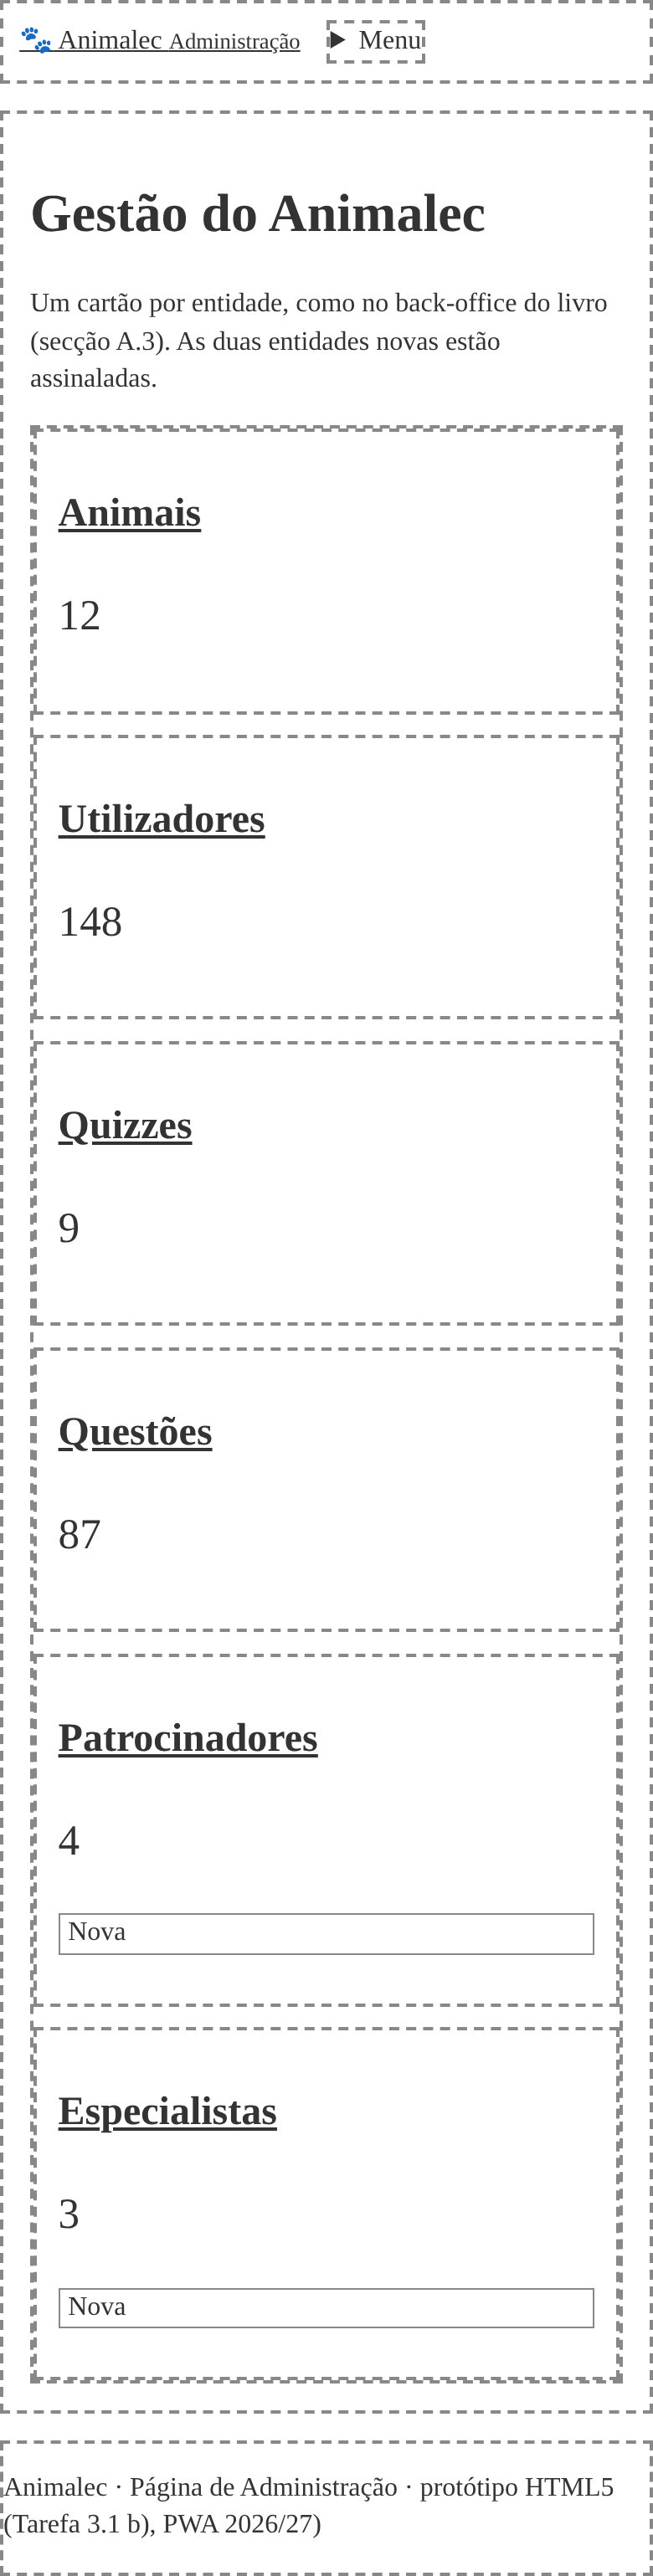 🐾 Animalec Administração ▶ Menu
Gestão do Animalec
Um cartão por entidade, como no back-office do livro
(secção A.3). As duas entidades novas estão
assinaladas.
Animais
12
Utilizadores
148
Quizzes
9
Questões
87
Patrocinadores
4
Nova
Especialistas
3
Nova
Animalec · Página de Administração · protótipo HTML5
(Tarefa 3.1 b), PWA 2026/27)